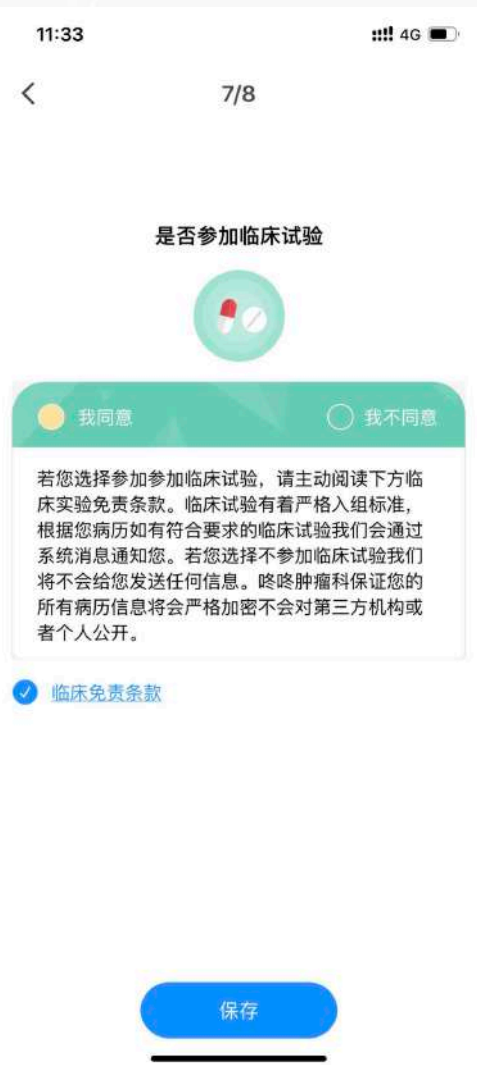 11:33
4G
7/8
是否参加临床试验
我同意
我不同意
若您选择参加参加临床试验，请主动阅读下方临
床实验免责条款。临床试验有着严格入组标准，
根据您病历如有符合要求的临床试验我们会通过
系统消息通知您。若您选择不参加临床试验我们
将不会给您发送任何信息。咚咚肿瘤科保证您的
所有病历信息将会严格加密不会对第三方机构或
者个人公开。
临床免责条款
保存